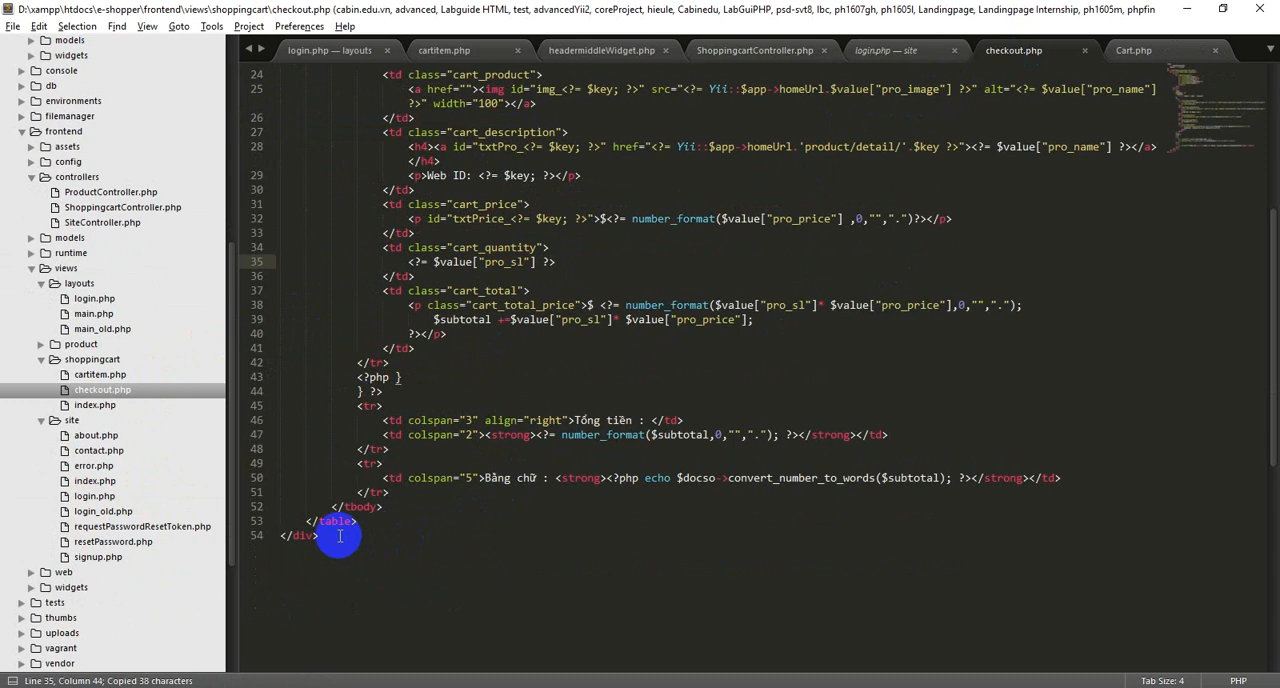 D:\xampp\htdocs\e-shopper\frontend\views\shoppingcart\checkout.php (cabin.edu.vn, advanced, Labguide HTML, test, advancedYii2, coreProject, hieule, Cabinedu, LabGuiPHP, psd-svt8, lbc, ph1607gh, ph1605l, Landingpage, Landingpage Internship, ph1605m, phpfin
File Edit Selection Find View Goto Tools Project Preferences Help
models
widgets
console
db
environments
filemanager
frontend
assets
config
controllers
ProductController.php
ShoppingcartController.php
SiteController.php
models
runtime
views
layouts
login.php
main.php
main_old.php
product
shoppingcart
cartitem.php
checkout.php
index.php
site
about.php
contact.php
error.php
index.php
login.php
login_old.php
requestPasswordResetToken.php
resetPassword.php
signup.php
web
widgets
tests
thumbs
uploads
vagrant
vendor
login.php — layouts cartitem.php headermiddleWidget.php ShoppingcartController.php login.php — site checkout.php Cart.php
24 <td class="cart_product">
25 <a href=""><img id="img_<?= $key; ?>" src="<?= Yii::$app->homeUrl.$value["pro_image"] ?>" alt="<?= $value["pro_name"]
?>" width="100"></a>
26 </td>
27 <td class="cart_description">
28 <h4><a id="txtPro_<?= $key; ?>" href="<?= Yii::$app->homeUrl.'product/detail/'.$key ?>"><?= $value["pro_name"] ?></a>
</h4>
29 <p>Web ID: <?= $key; ?></p>
30 </td>
31 <td class="cart_price">
32 <p id="txtPrice_<?= $key; ?>">$<?= number_format($value["pro_price"] ,0,"",".")?></p>
33 </td>
34 <td class="cart_quantity">
35 <?= $value["pro_sl"] ?>
36 </td>
37 <td class="cart_total">
38 <p class="cart_total_price">$ <?= number_format($value["pro_sl"]* $value["pro_price"],0,"",".");
39 $subtotal +=$value["pro_sl"]* $value["pro_price"];
40 ?></p>
41 </td>
42 </tr>
43 <?php }
44 } ?>
45 <tr>
46 <td colspan="3" align="right">Tổng tiền : </td>
47 <td colspan="2"><strong><?= number_format($subtotal,0,"","."); ?></strong></td>
48 </tr>
49 <tr>
50 <td colspan="5">Bằng chữ : <strong><?php echo $docso->convert_number_to_words($subtotal); ?></strong></td>
51 </tr>
52 </tbody>
53 </table>
54 </div>
Line 35, Column 44; Copied 38 characters Tab Size: 4 PHP